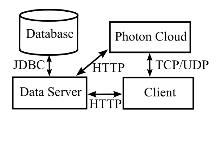 Database
Photon Cloud
JDBC
HTTP
TCP/UDP
Data Server
HTTP
Client